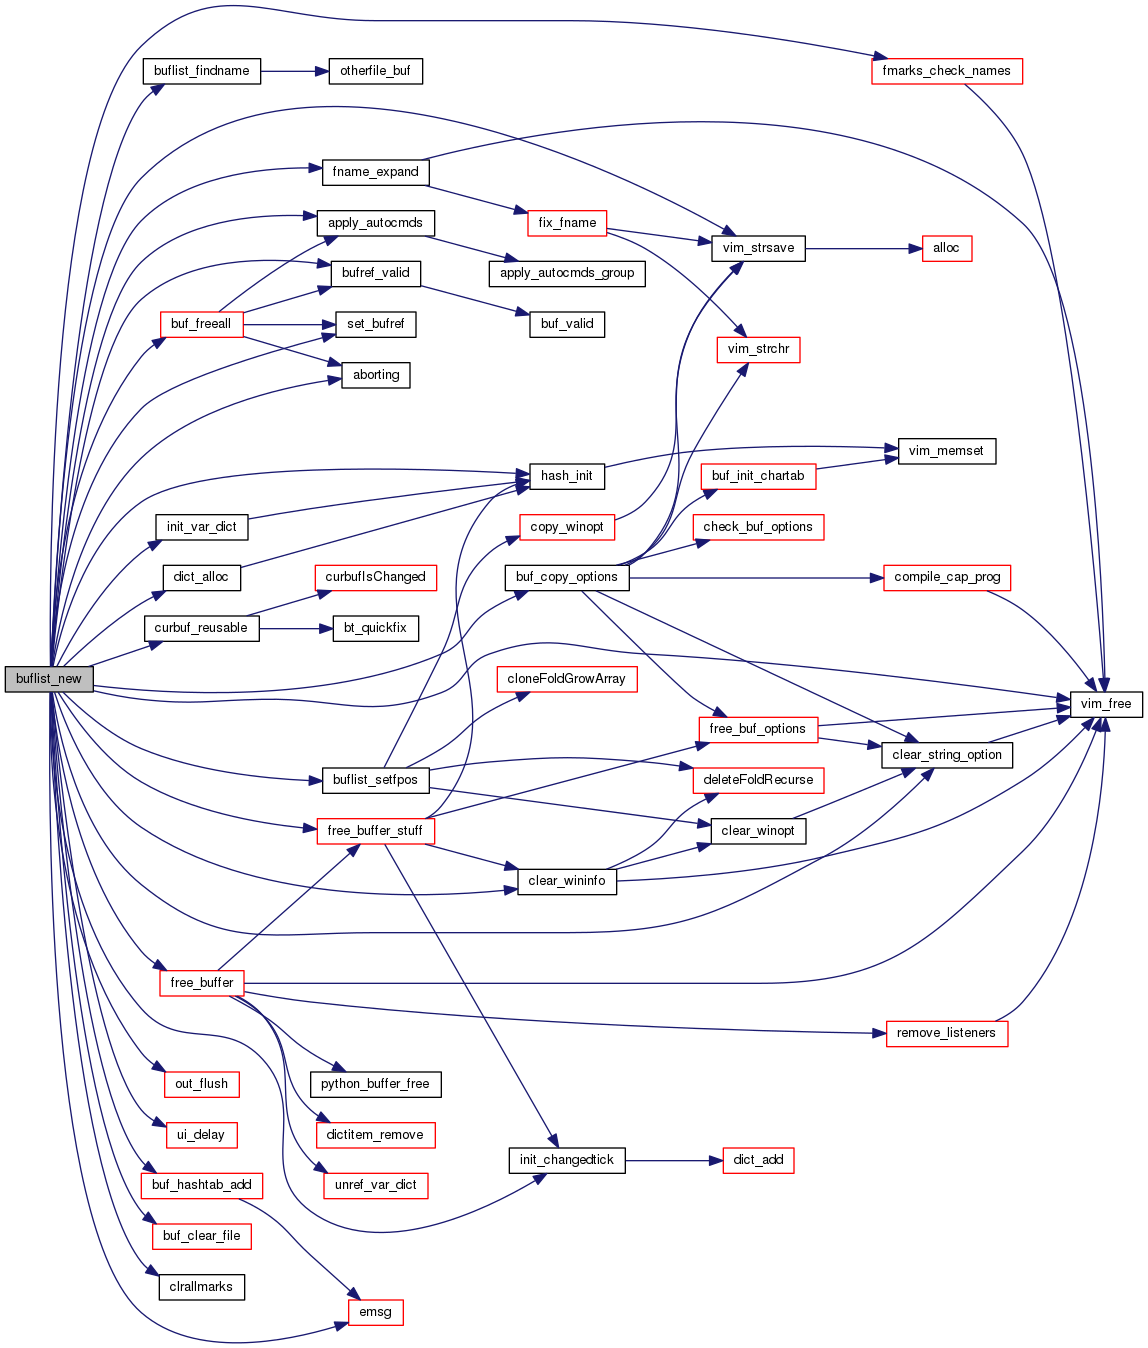 buflist_findname
otherfile_buf
fmarks_check_names
fname_expand
apply_autocmds
fix_fname
vim_strsave
alloc
bufref_valid
apply_autocmds_group
buf_freeall
set_bufref
buf_valid
vim_strchr
aborting
hash_init
vim_memset
buf_init_chartab
init_var_dict
copy_winopt
check_buf_options
dict_alloc
curbufIsChanged
buf_copy_options
compile_cap_prog
curbuf_reusable
bt_quickfix
buflist_new
cloneFoldGrowArray
vim_free
free_buf_options
clear_string_option
buflist_setfpos
deleteFoldRecurse
free_buffer_stuff
clear_winopt
clear_wininfo
free_buffer
remove_listeners
out_flush
python_buffer_free
ui_delay
dictitem_remove
init_changedtick
dict_add
buf_hashtab_add
unref_var_dict
buf_clear_file
clrallmarks
emsg